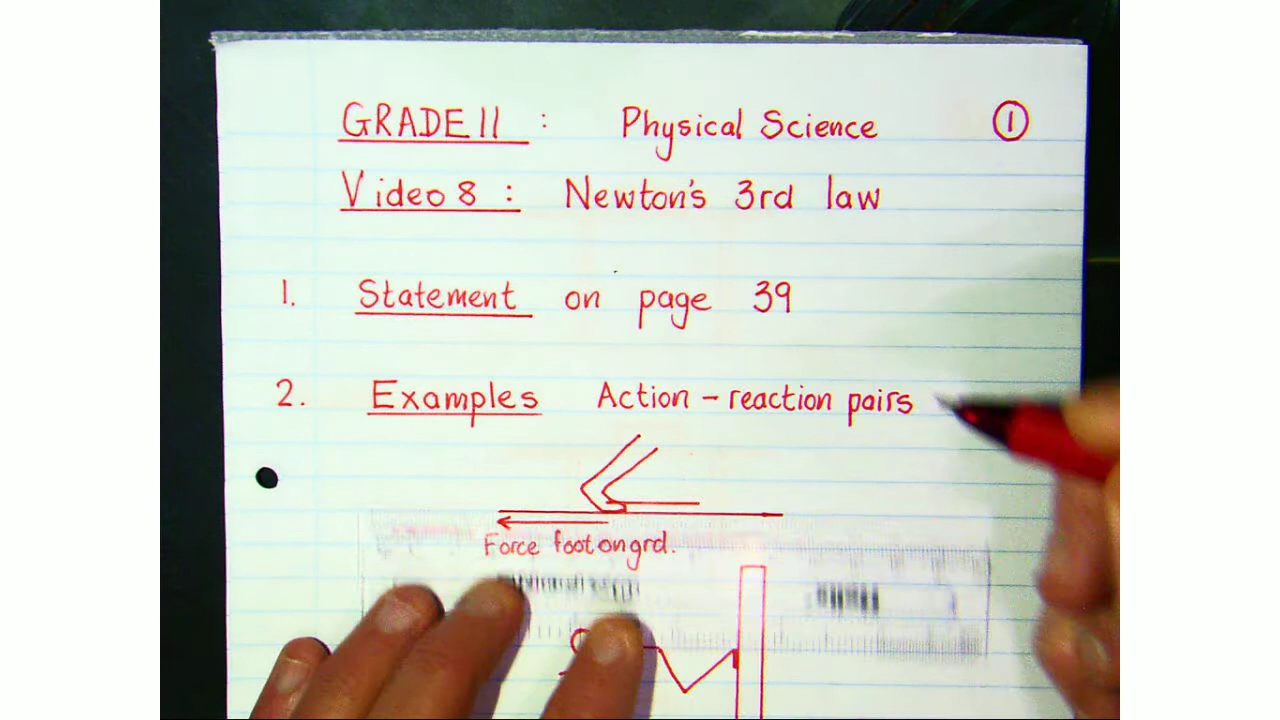 GRADE 11 : Physical Science ①
Video 8 : Newton's 3rd law
1. Statement on page 39
2. Examples Action - reaction pairs
Force foot on grd.